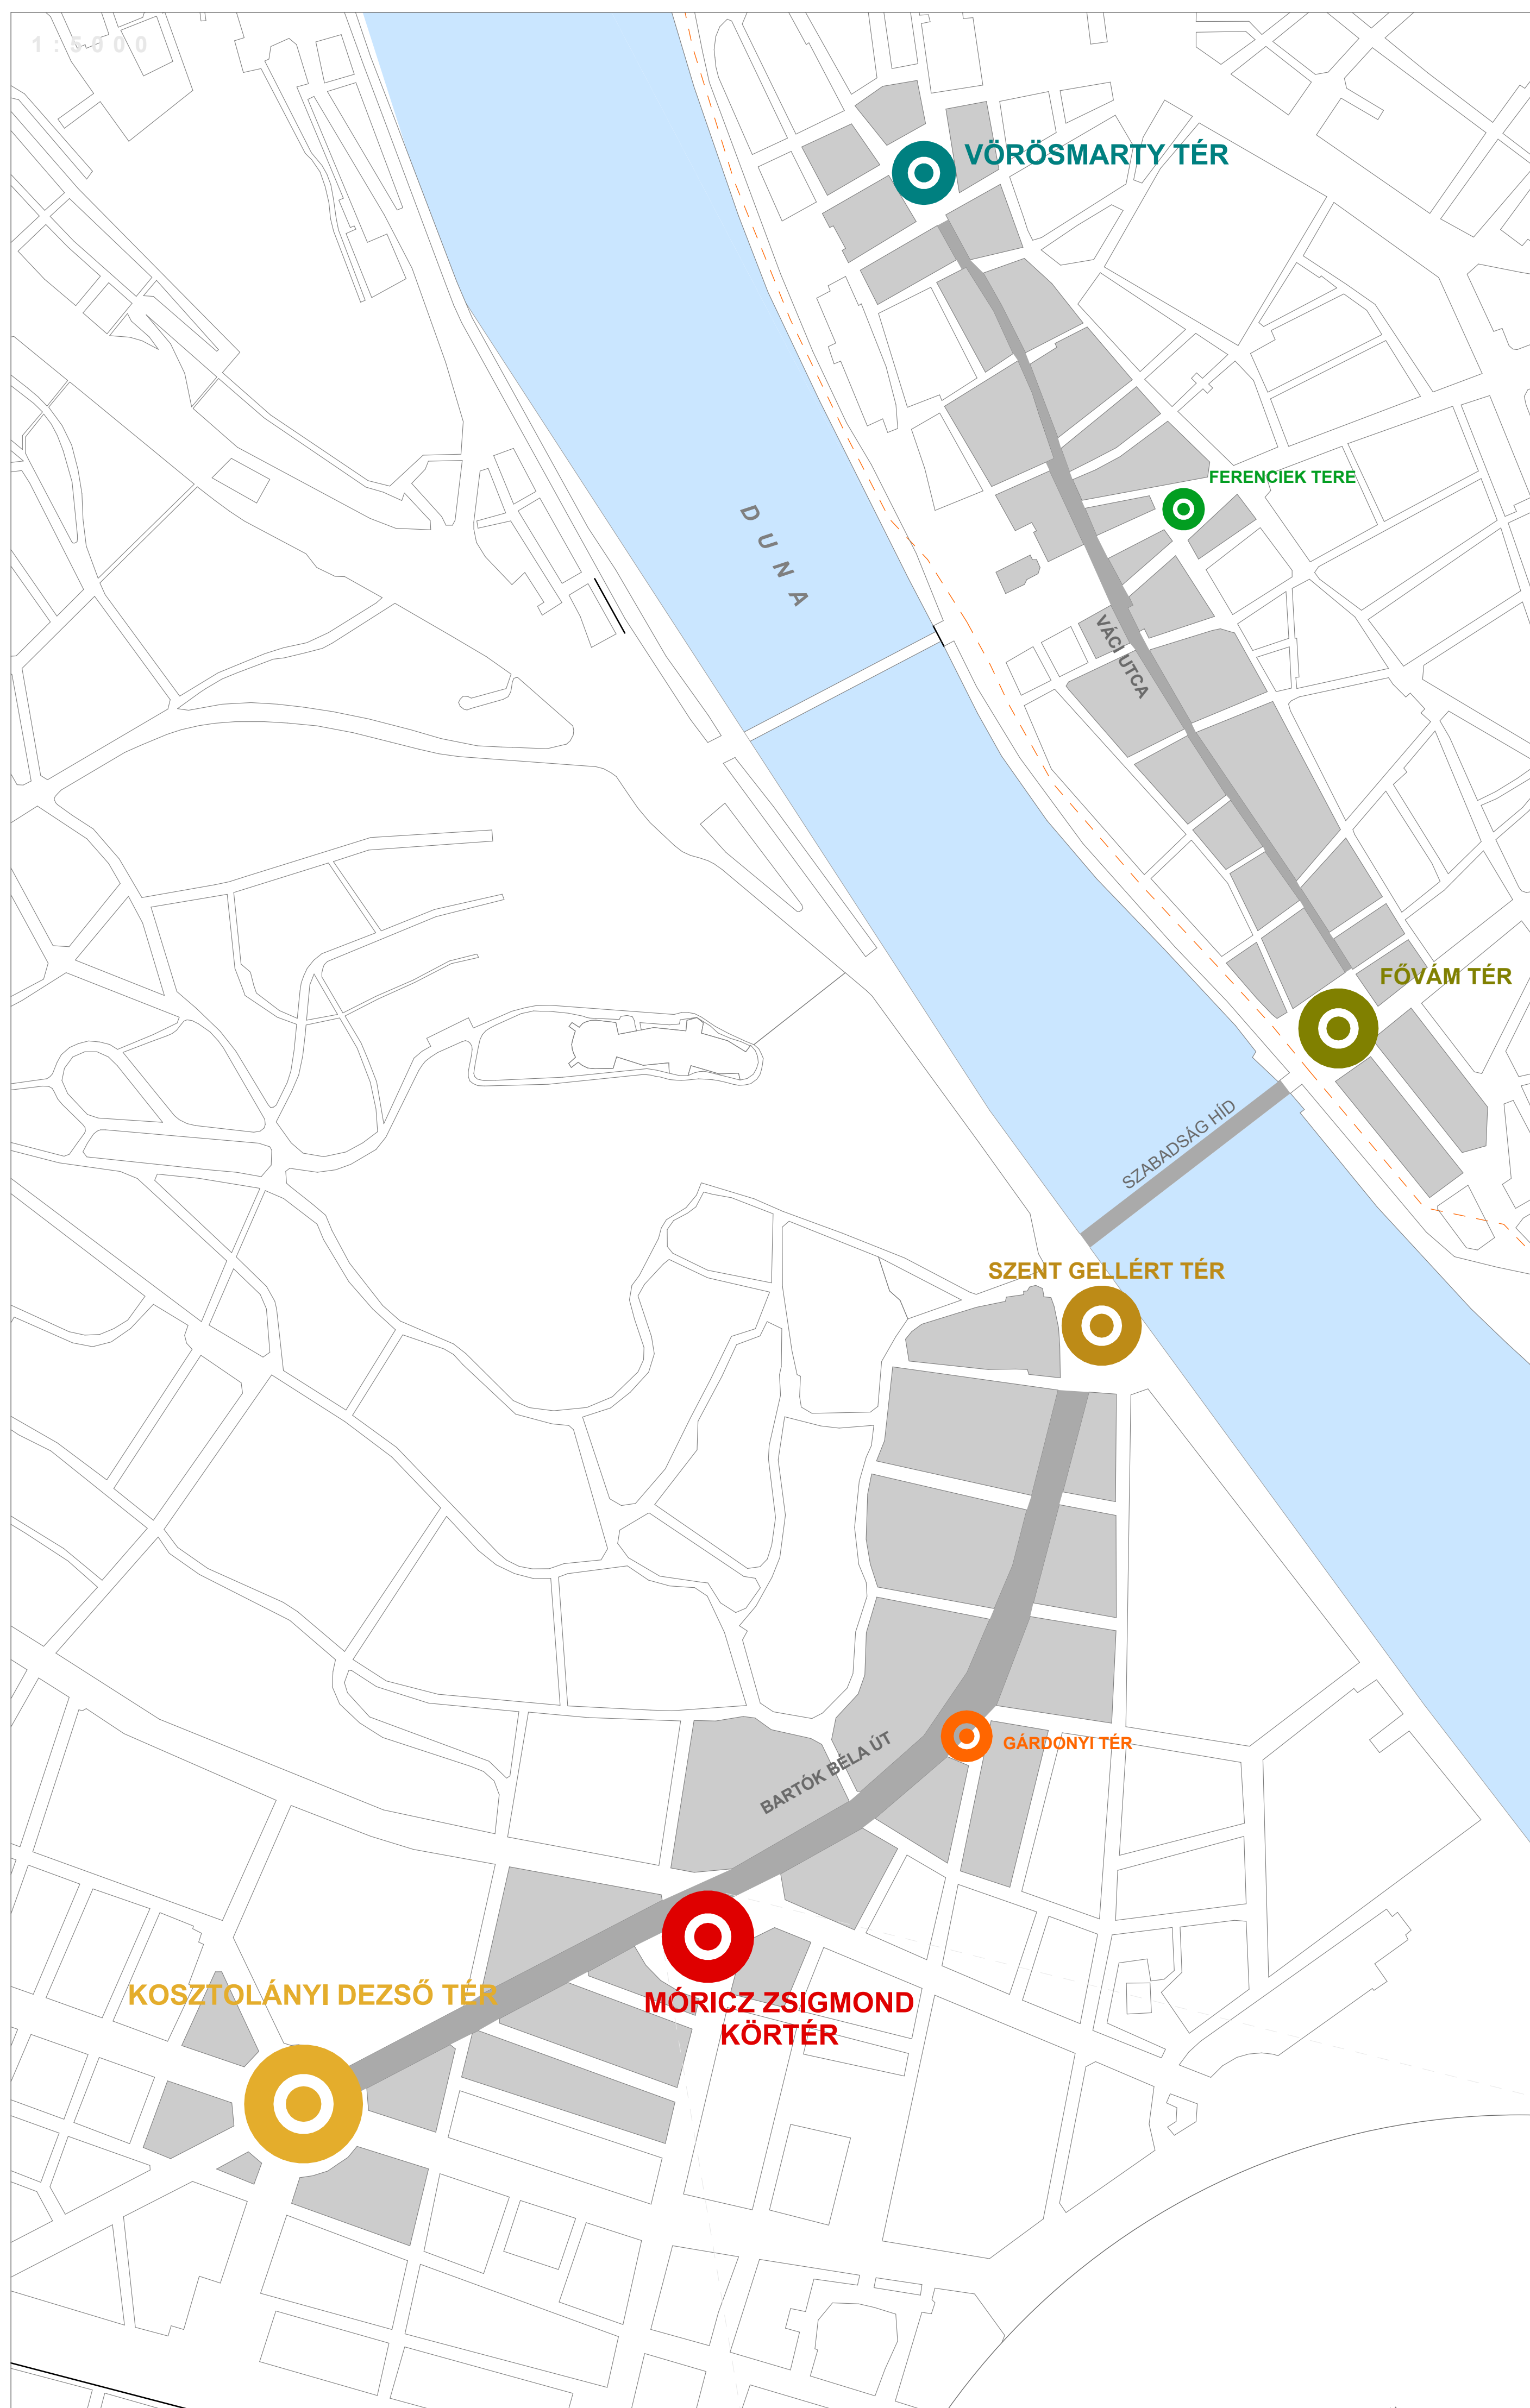 1:5000
VÖRÖSMARTY TÉR
FERENCIEK TERE
DUNA
VÁCI UTCA
FŐVÁM TÉR
SZABADSÁG HÍD
SZENT GELLÉRT TÉR
GÁRDONYI TÉR
BARTÓK BÉLA ÚT
KOSZTOLÁNYI DEZSŐ TÉR
MÓRICZ ZSIGMOND
KÖRTÉR